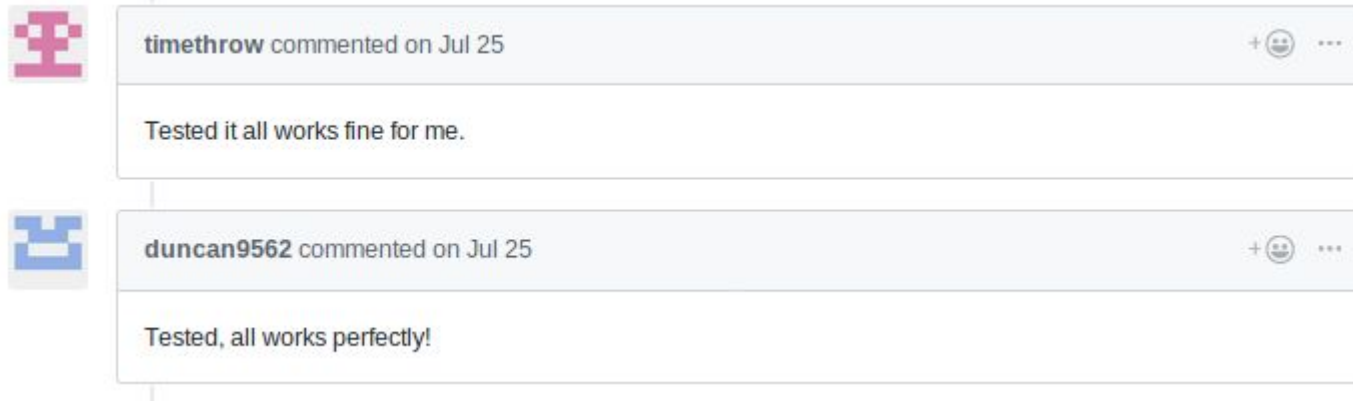 timethrow commented on Jul 25
Tested it all works fine for me.
duncan9562 commented on Jul 25
Tested, all works perfectly!